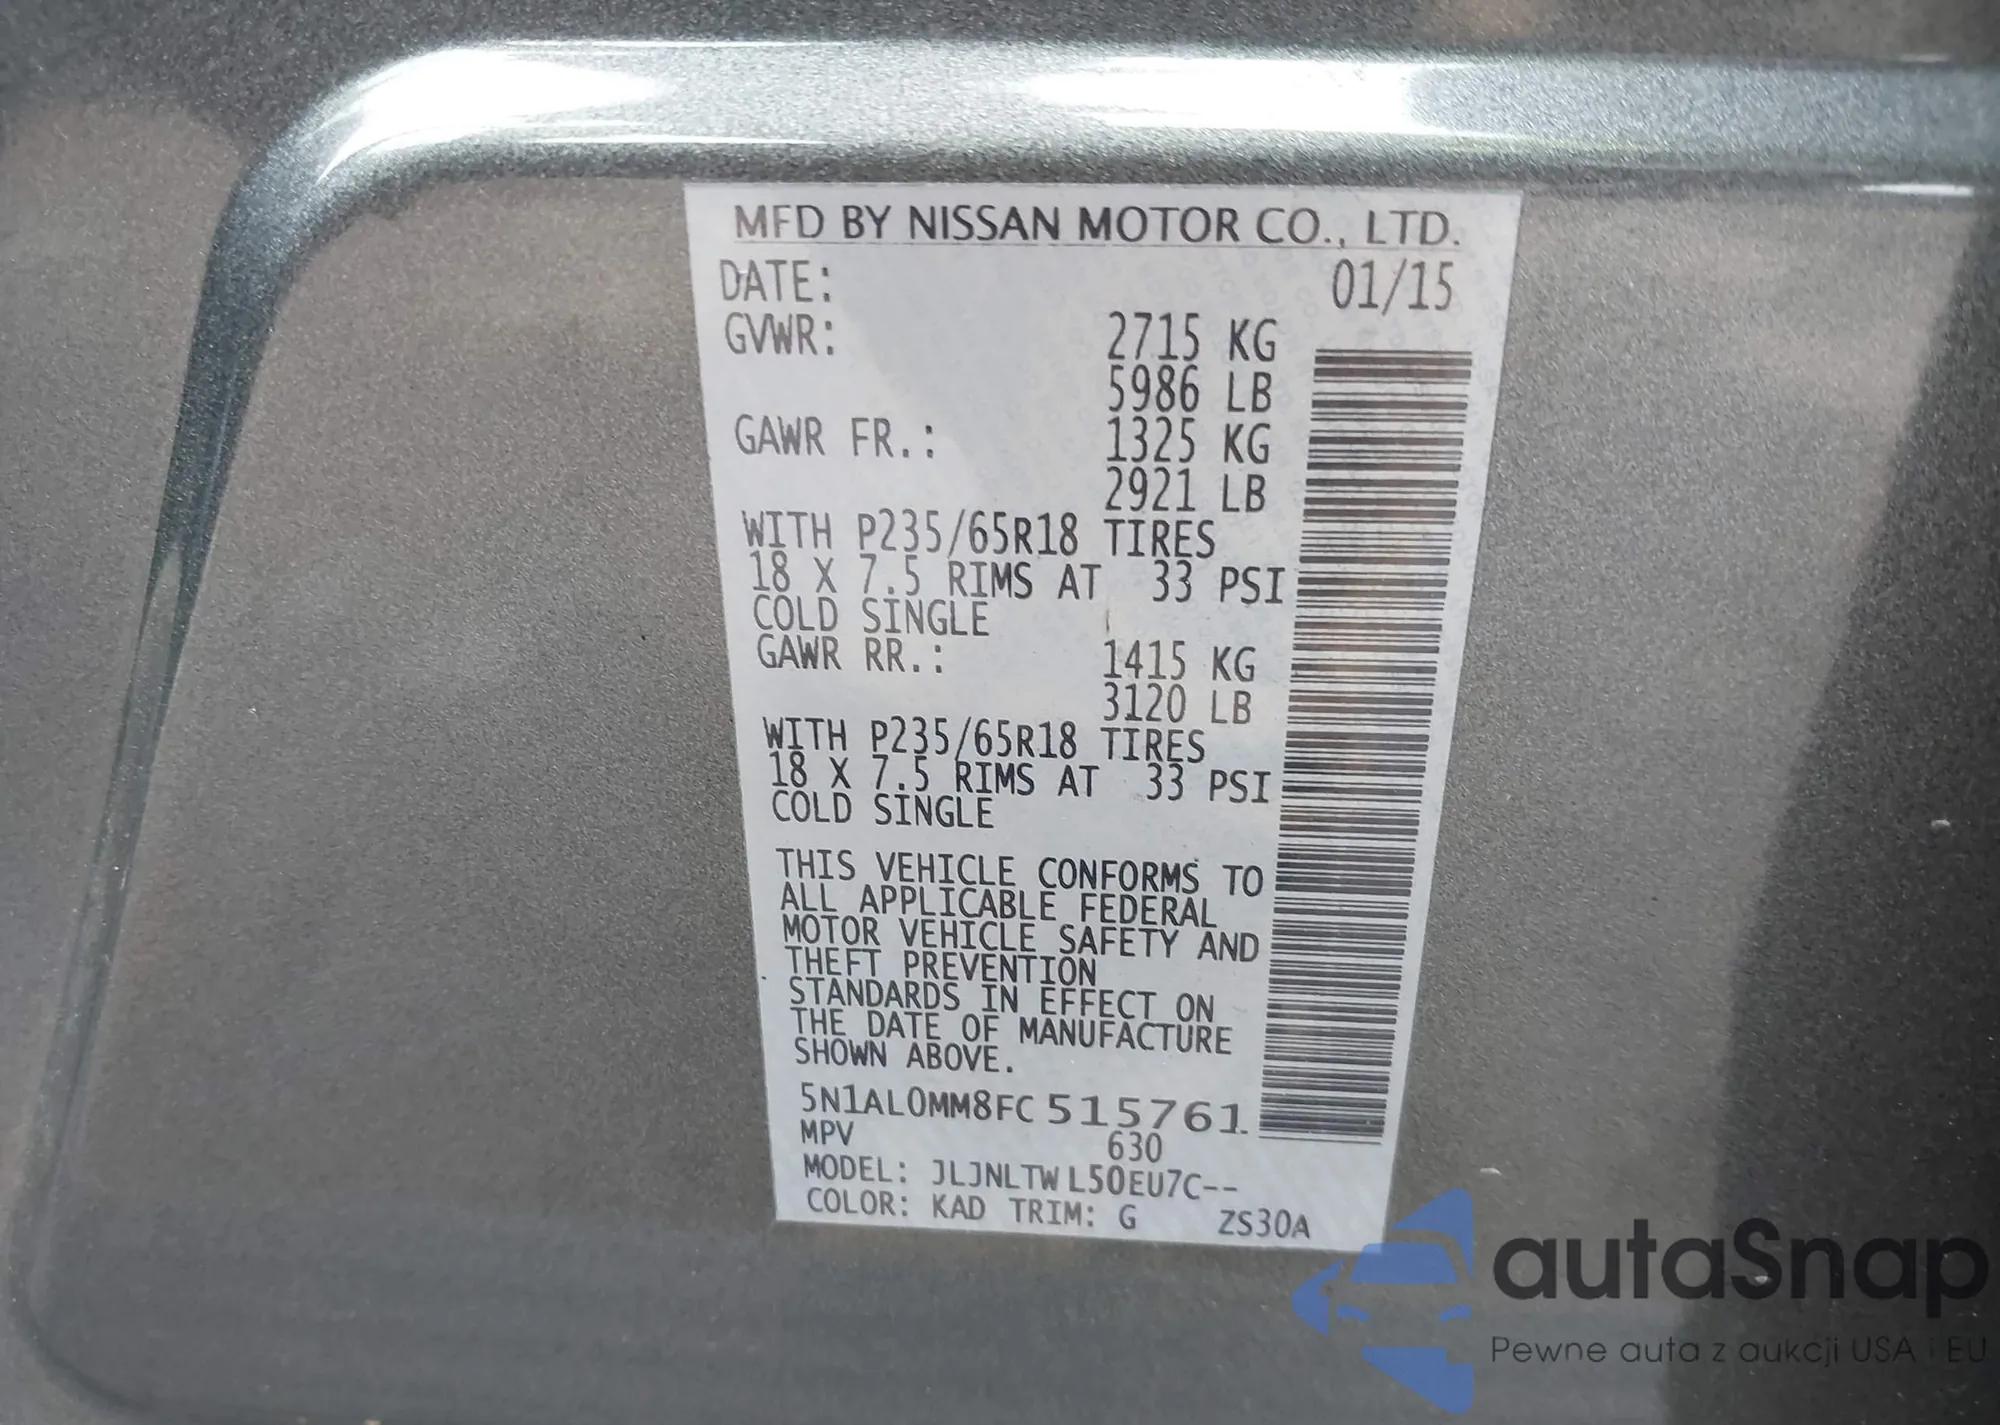 MFD BY NISSAN MOTOR CO., LTD.
DATE: 01/15
GVWR: 2715 KG
5986 LB
GAWR FR.: 1325 KG
2921 LB
WITH P235/65R18 TIRES
18 X 7.5 RIMS AT 33 PSI
COLD SINGLE
GAWR RR.: 1415 KG
3120 LB
WITH P235/65R18 TIRES
18 X 7.5 RIMS AT 33 PSI
COLD SINGLE
THIS VEHICLE CONFORMS TO
ALL APPLICABLE FEDERAL
MOTOR VEHICLE SAFETY AND
THEFT PREVENTION
STANDARDS IN EFFECT ON
THE DATE OF MANUFACTURE
SHOWN ABOVE.
5N1AL0MM8FC 515761
MPV 630
MODEL: JLJNLTW L50EU7C--
COLOR: KAD TRIM: G ZS30A
autaSnap
Pewne auta z aukcji USA i EU